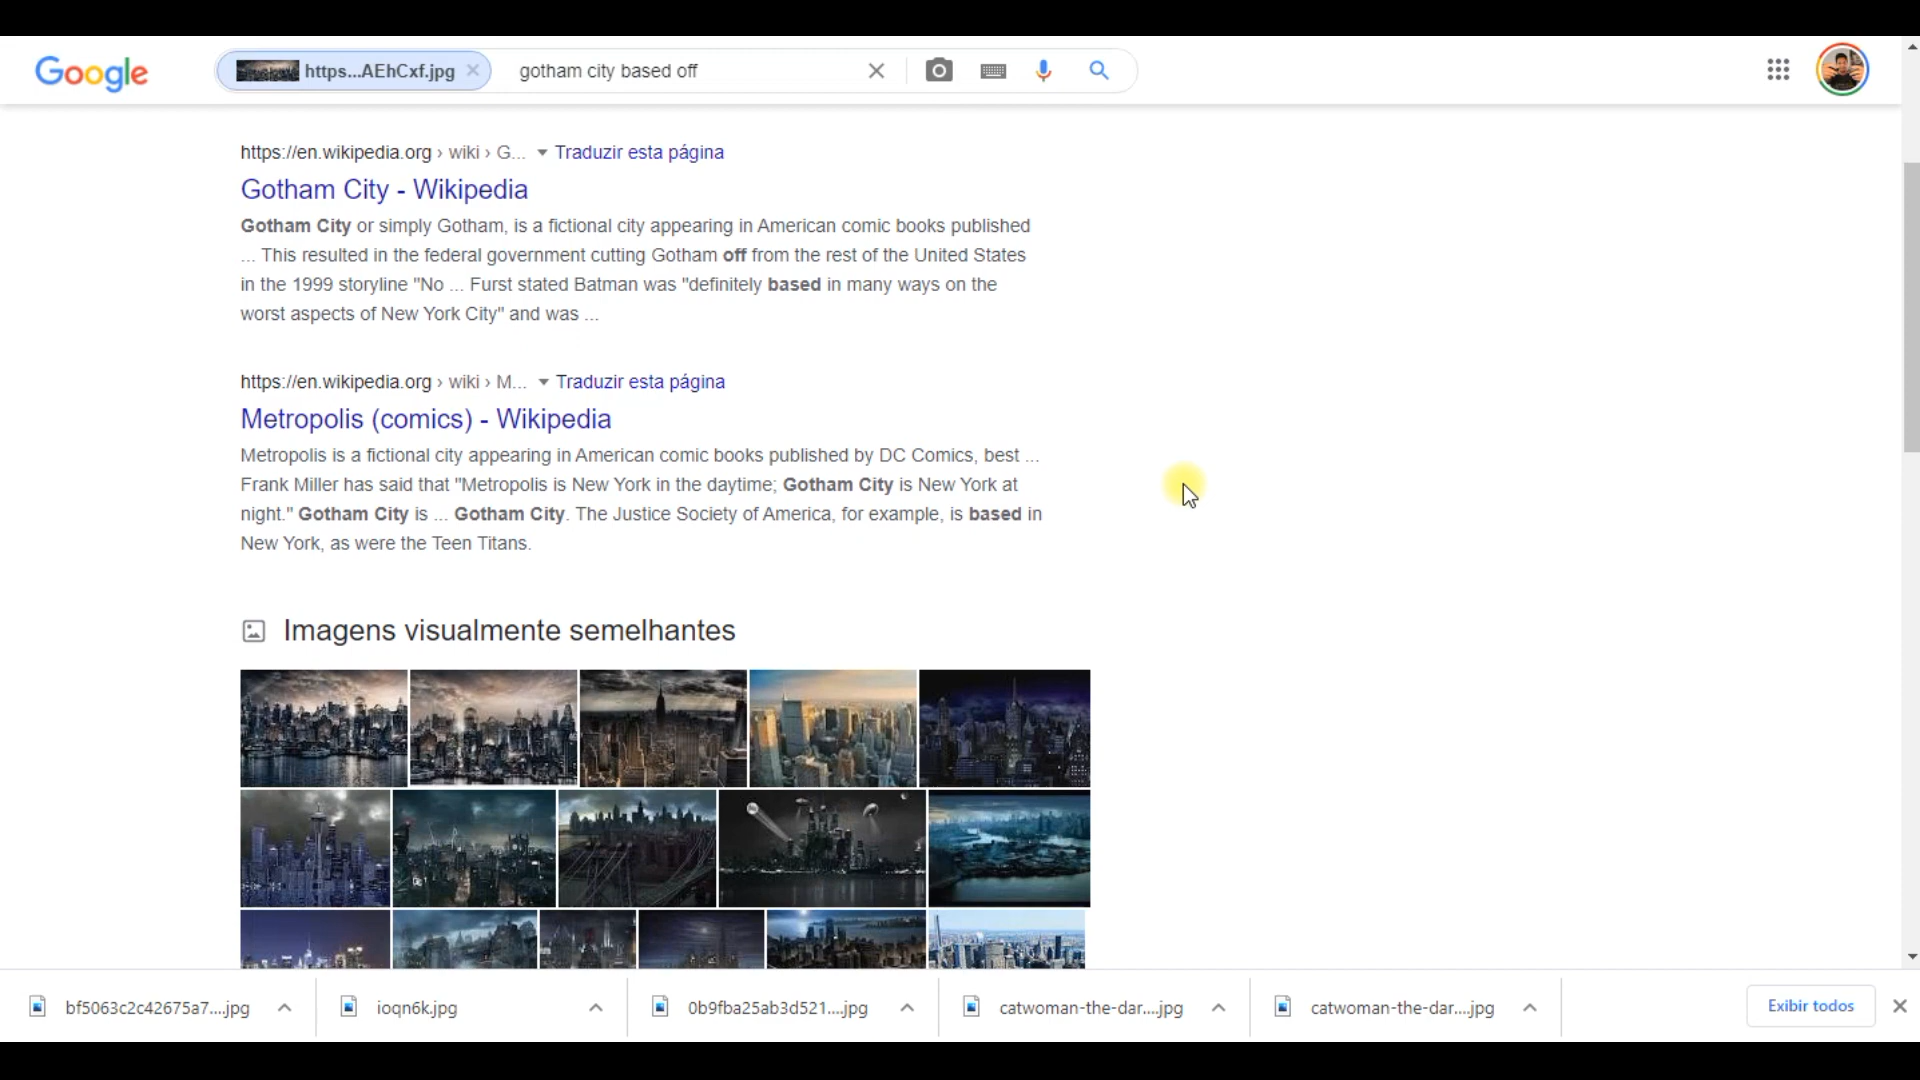 Google
https...AEhCxf.jpg
gotham city based off
https://en.wikipedia.org › wiki › G... Traduzir esta página
Gotham City - Wikipedia
Gotham City or simply Gotham, is a fictional city appearing in American comic books published
... This resulted in the federal government cutting Gotham off from the rest of the United States
in the 1999 storyline "No ... Furst stated Batman was "definitely based in many ways on the
worst aspects of New York City" and was ...
https://en.wikipedia.org › wiki › M... Traduzir esta página
Metropolis (comics) - Wikipedia
Metropolis is a fictional city appearing in American comic books published by DC Comics, best ...
Frank Miller has said that "Metropolis is New York in the daytime; Gotham City is New York at
night." Gotham City is ... Gotham City. The Justice Society of America, for example, is based in
New York, as were the Teen Titans.
Imagens visualmente semelhantes
bf5063c2c42675a7....jpg
ioqn6k.jpg
0b9fba25ab3d521....jpg
catwoman-the-dar....jpg
catwoman-the-dar....jpg
Exibir todos